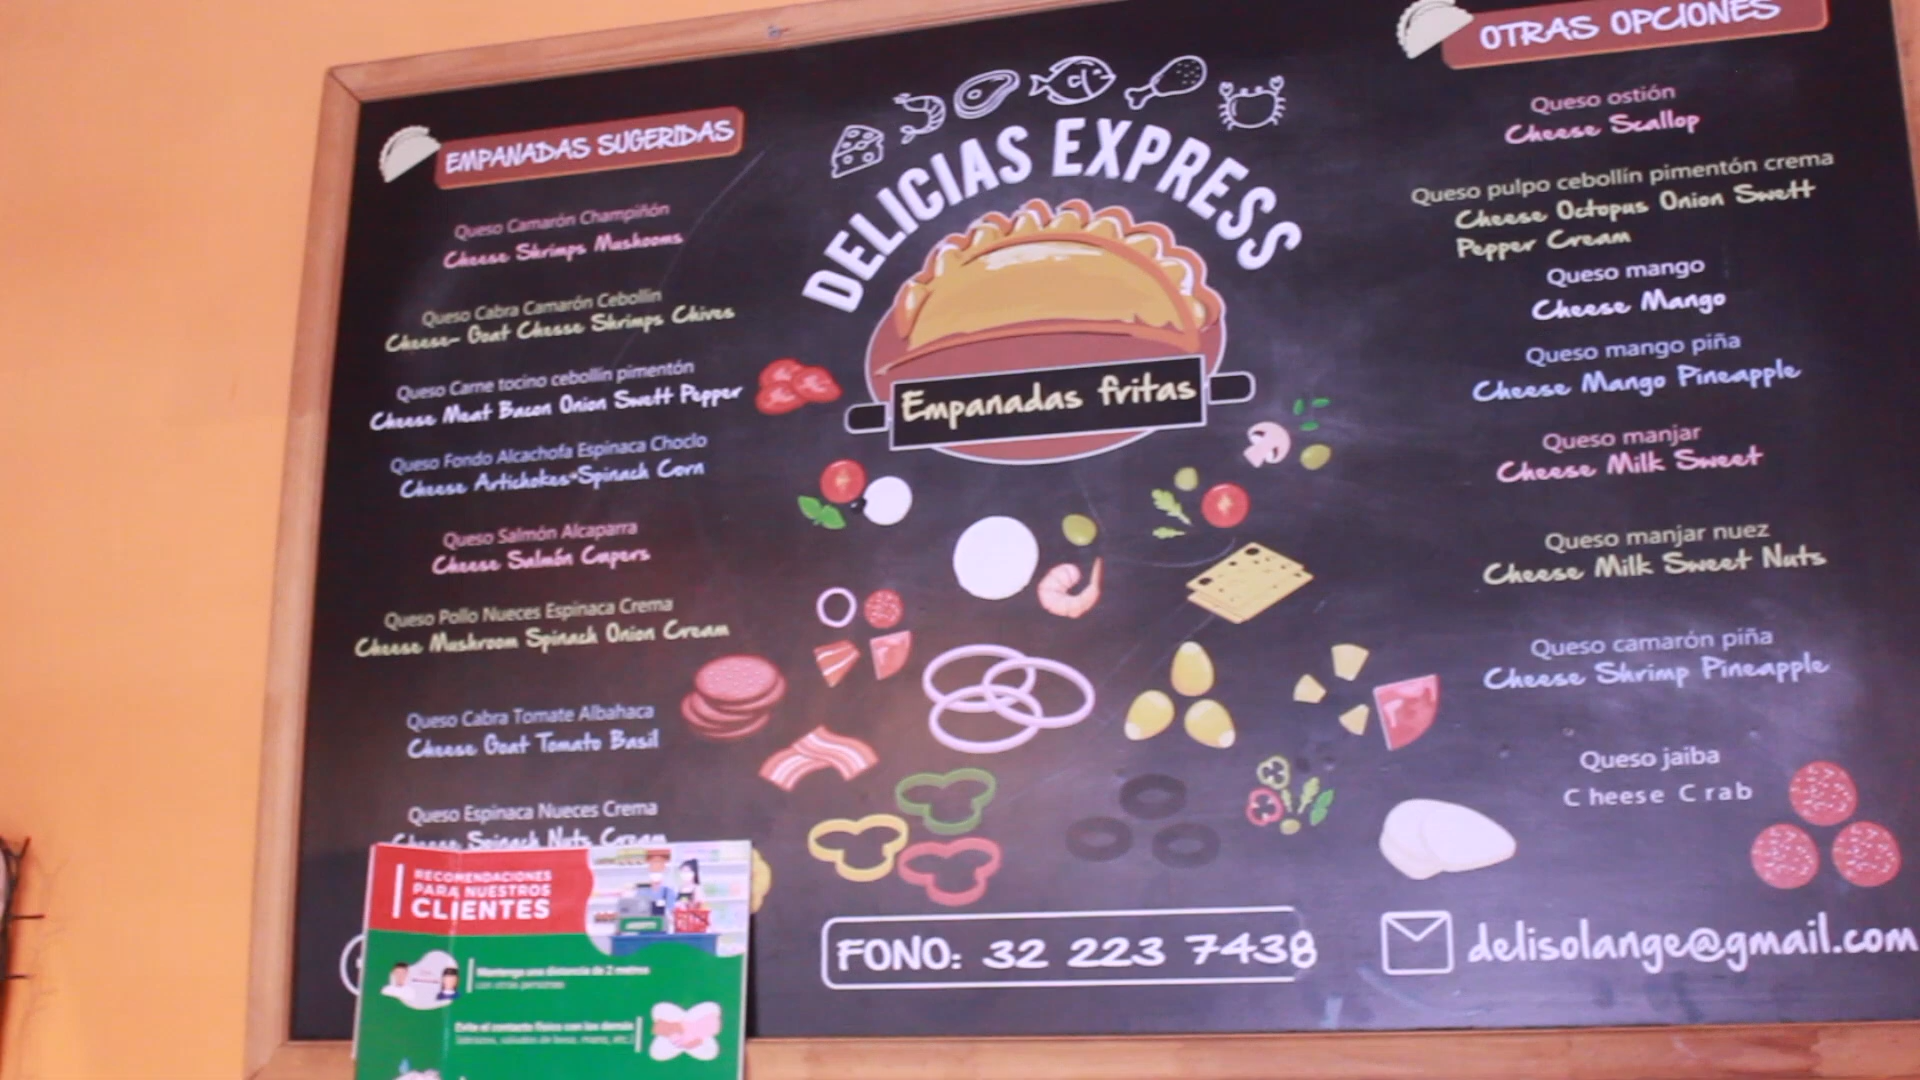 EMPANADAS SUGERIDAS
Queso Camarón Champiñón
Cheese Shrimps Mushooms
Queso Cabra Camarón Cebollín
Cheese- Goat Chesse Shrimps Chives
Queso Carne tocino cebollín pimentón
Cheese Meat Bacon Onion Swett Pepper
Queso Fondo Alcachofa Espinaca Choclo
Cheese Artichokes-Spinach Corn
Queso Salmón Alcaparra
Cheese Salmón Capers
Queso Pollo Nueces Espinaca Crema
Cheese Mushroom Spinach Onion Cream
Queso Cabra Tomate Albahaca
Cheese Goat Tomato Basil
Queso Espinaca Nueces Crema
Cheese Spinach Nuts Cream
DELICIAS EXPRESS
Empanadas fritas
OTRAS OPCIONES
Queso ostión
Cheese Scallop
Queso pulpo cebollín pimentón crema
Cheese Octopus Onion Swett
Pepper Cream
Queso mango
Cheese Mango
Queso mango piña
Cheese Mango Pineapple
Queso manjar
Cheese Milk Sweet
Queso manjar nuez
Cheese Milk Sweet Nuts
Queso camarón piña
Cheese Shrimp Pineapple
Queso jaiba
Cheese Crab
FONO: 32 223 7438
delisolange@gmail.com
RECOMENDACIONES
PARA NUESTROS
CLIENTES
Mantenga una distancia de 2 metros
con otras personas
Evite el contacto físico con los demás
(abrazos, saludos de beso, mano, etc.)